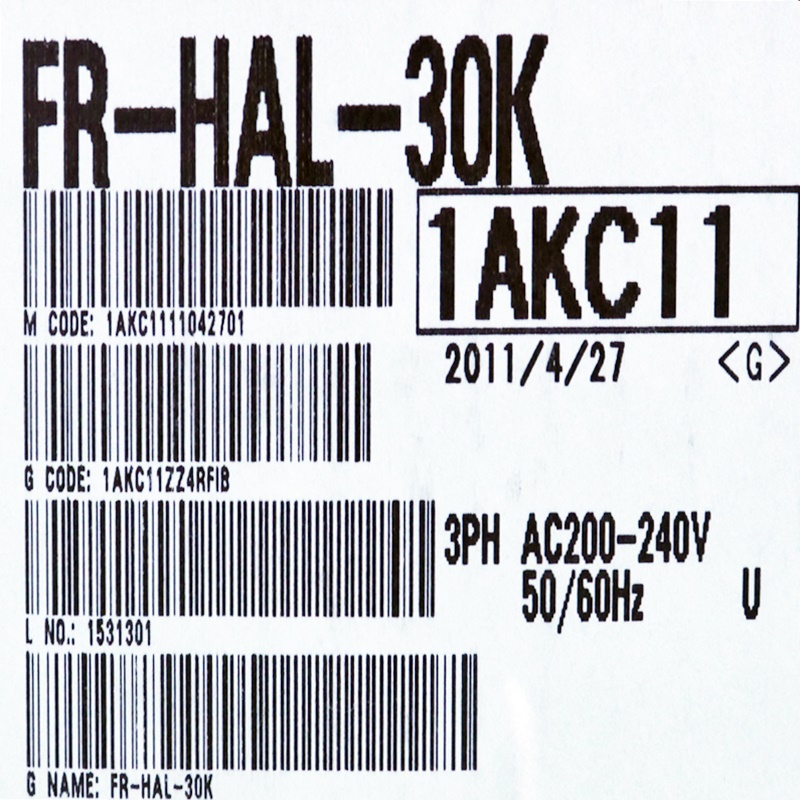 FR-HAL-30K
1AKC11
M CODE: 1AKC1111042701
2011/4/27 <G>
G CODE: 1AKC11ZZ4RFIB
3PH AC200-240V
50/60Hz U
L NO.: 1531301
G NAME: FR-HAL-30K